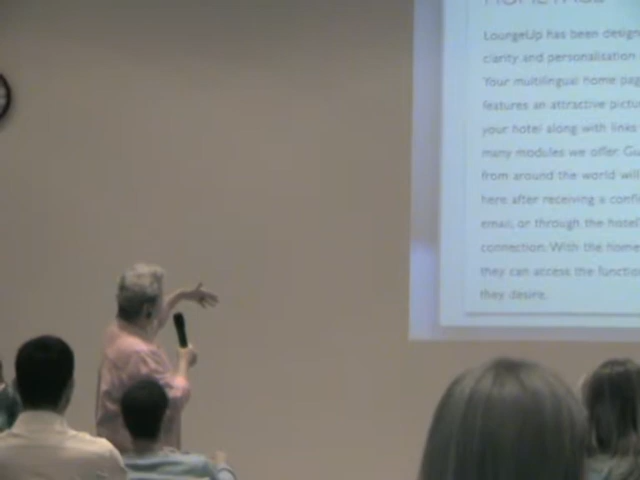 LoungeUp has been design
clarity and personalisation
Your multilingual home pag
features an attractive pictu
your hotel along with links
many modules we offer. Gu
from around the world will
here after receiving a confi
email, or through the hotel'
connection. With the home
they can access the functio
they desire.